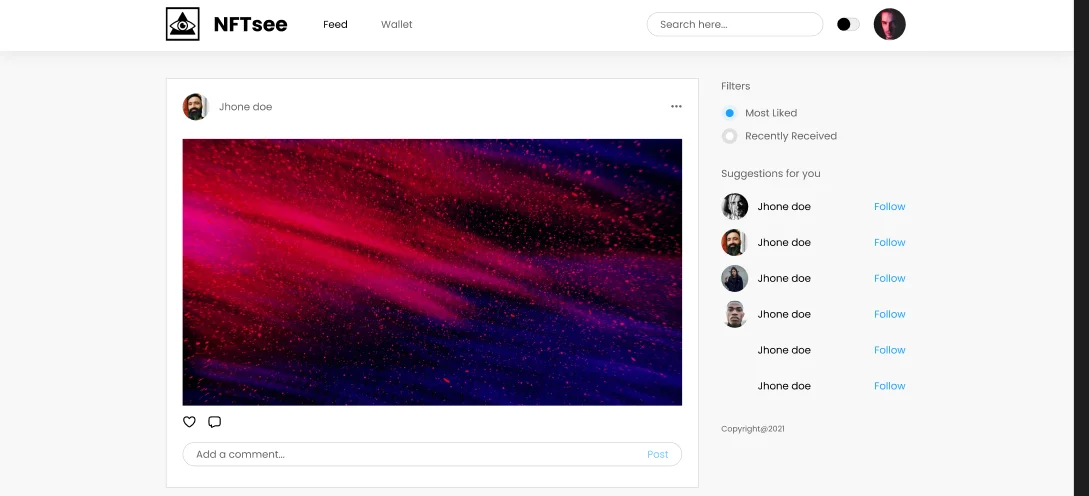 NFTsee Feed Wallet Search here...
Jhone doe
Add a comment... Post
Filters
Most Liked
Recently Received
Suggestions for you
Jhone doe Follow
Jhone doe Follow
Jhone doe Follow
Jhone doe Follow
Jhone doe Follow
Jhone doe Follow
Copyright@2021